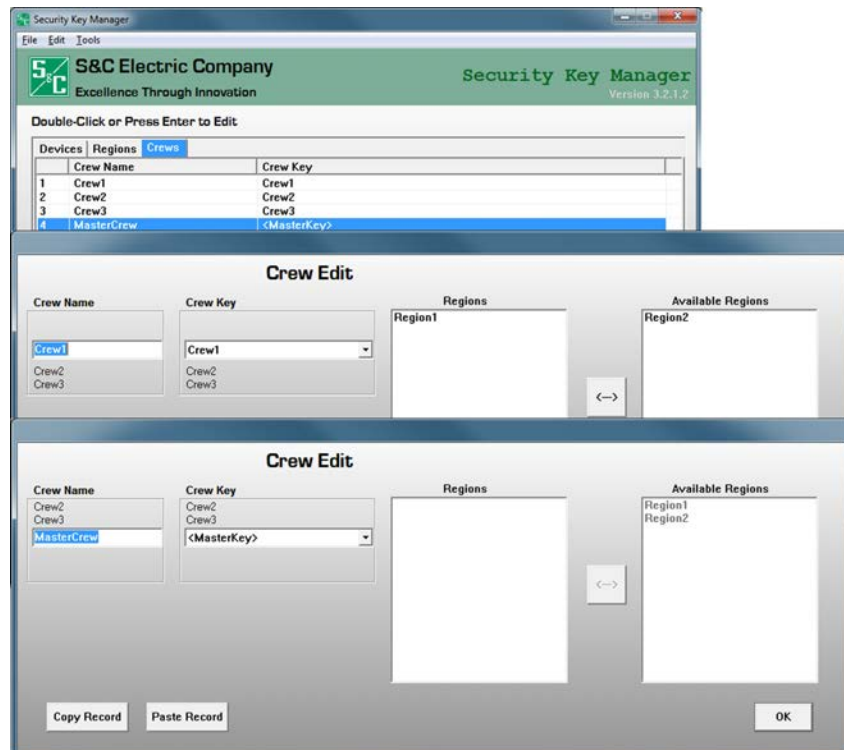 Security Key Manager
File Edit Tools
S&C
S&C Electric Company
Excellence Through Innovation
Security Key Manager
Version 3.2.1.2
Double-Click or Press Enter to Edit
Devices Regions Crews
Crew Name Crew Key
1 Crew1 Crew1
2 Crew2 Crew2
3 Crew3 Crew3
4 MasterCrew <MasterKey>
Crew Edit
Crew Name Crew Key Regions Available Regions
Region1 Region2
Crew1 Crew1
Crew2 Crew2
Crew3 Crew3
<--->
Crew Edit
Crew Name Crew Key Regions Available Regions
Crew2 Crew2 Region1
Crew3 Crew3 Region2
MasterCrew <MasterKey>
<--->
Copy Record Paste Record OK